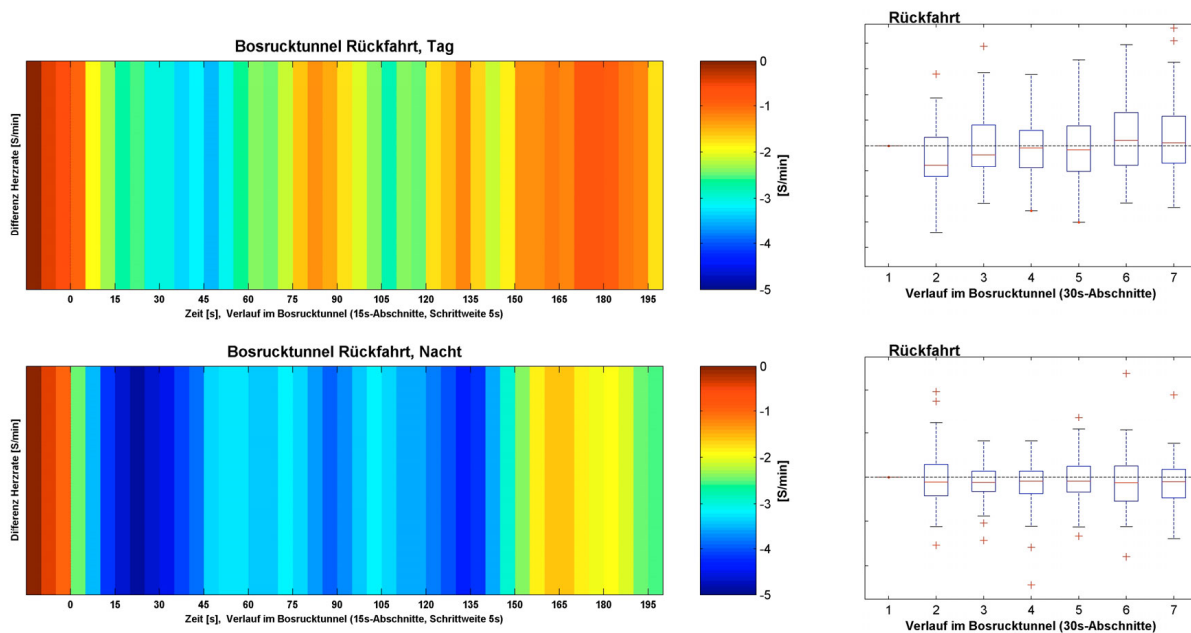 Bosrucktunnel Rückfahrt, Tag
Differenz Herzrate [S/min]
0 15 30 45 60 75 90 105 120 135 150 165 180 195
Zeit [s], Verlauf im Bosrucktunnel (15s-Abschnitte, Schrittweite 5s)
0
-1
-2
-3
-4
-5
[S/min]
Rückfahrt
1 2 3 4 5 6 7
Verlauf im Bosrucktunnel (30s-Abschnitte)
Bosrucktunnel Rückfahrt, Nacht
Differenz Herzrate [S/min]
0 15 30 45 60 75 90 105 120 135 150 165 180 195
Zeit [s], Verlauf im Bosrucktunnel (15s-Abschnitte, Schrittweite 5s)
0
-1
-2
-3
-4
-5
[S/min]
Rückfahrt
1 2 3 4 5 6 7
Verlauf im Bosrucktunnel (30s-Abschnitte)